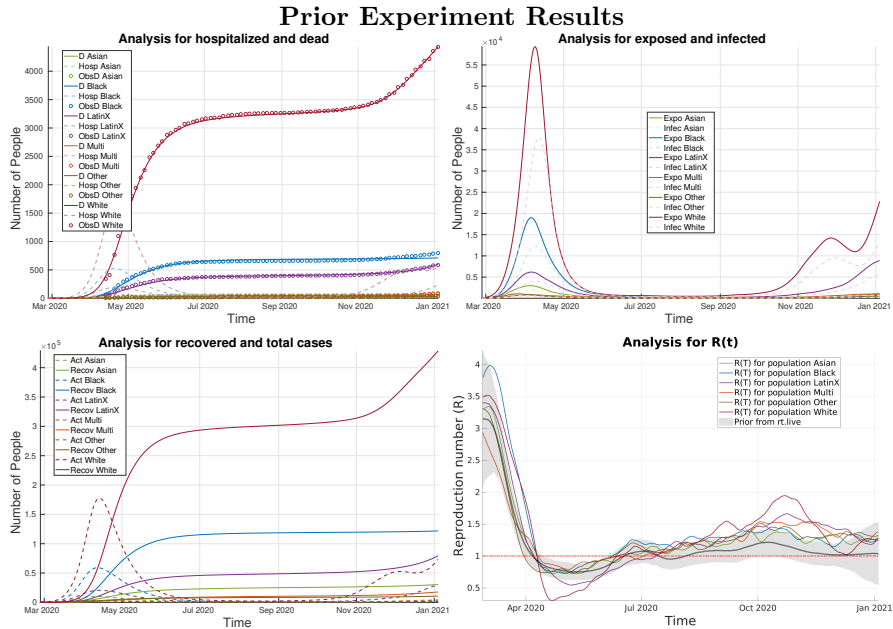 Prior Experiment Results
Analysis for hospitalized and dead
Number of People
4500
4000
3500
3000
2500
2000
1500
1000
500
0
D Asian
Hosp Asian
ObsD Asian
D Black
Hosp Black
ObsD Black
D LatinX
Hosp LatinX
ObsD LatinX
D Multi
Hosp Multi
ObsD Multi
D Other
Hosp Other
ObsD Other
D White
Hosp White
ObsD White
Mar 2020
May 2020
Jul 2020
Sep 2020
Nov 2020
Jan 2021
Time
Analysis for exposed and infected
×10⁴
Number of People
5.5
5
4.5
4
3.5
3
2.5
2
1.5
1
0.5
Expo Asian
Infec Asian
Expo Black
Infec Black
Expo LatinX
Infec LatinX
Expo Multi
Infec Multi
Expo Other
Infec Other
Expo White
Infec White
Mar 2020
May 2020
Jul 2020
Sep 2020
Nov 2020
Jan 2021
Time
Analysis for recovered and total cases
×10⁵
Number of People
4
3.5
3
2.5
2
1.5
1
0.5
0
Act Asian
Recov Asian
Act Black
Recov Black
Act LatinX
Recov LatinX
Act Multi
Recov Multi
Act Other
Recov Other
Act White
Recov White
Mar 2020
May 2020
Jul 2020
Sep 2020
Nov 2020
Jan 2021
Time
Analysis for R(t)
Reproduction number (R)
4
3.5
3
2.5
2
1.5
1
0.5
R(T) for population Asian
R(T) for population Black
R(T) for population LatinX
R(T) for population Multi
R(T) for population Other
R(T) for population White
Prior from rt.live
Apr 2020
Jul 2020
Oct 2020
Jan 2021
Time